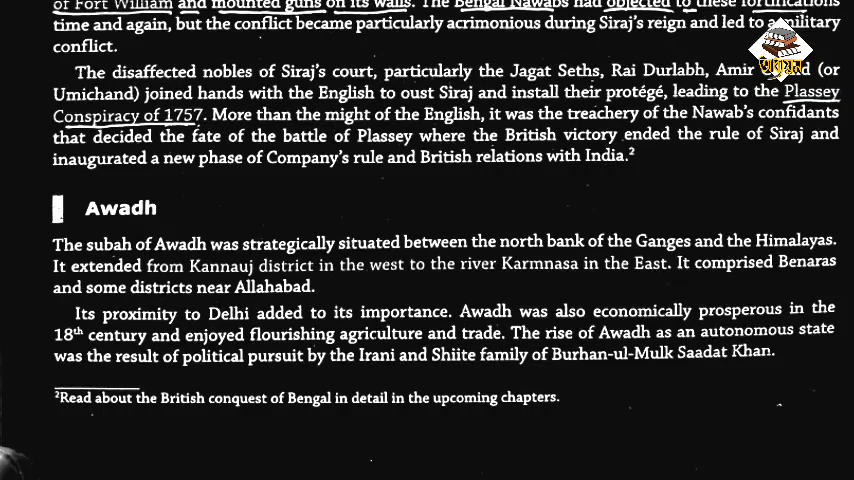 of Fort William and mounted guns on its walls. The Bengal Nawabs had objected to these fortifications
time and again, but the conflict became particularly acrimonious during Siraj's reign and led to a military
conflict.
The disaffected nobles of Siraj's court, particularly the Jagat Seths, Rai Durlabh, Amir (or
Umichand) joined hands with the English to oust Siraj and install their protégé, leading to the Plassey
Conspiracy of 1757. More than the might of the English, it was the treachery of the Nawab's confidants
that decided the fate of the battle of Plassey where the British victory ended the rule of Siraj and
inaugurated a new phase of Company's rule and British relations with India.²
Awadh
The subah of Awadh was strategically situated between the north bank of the Ganges and the Himalayas.
It extended from Kannauj district in the west to the river Karmnasa in the East. It comprised Benaras
and some districts near Allahabad.
Its proximity to Delhi added to its importance. Awadh was also economically prosperous in the
18th century and enjoyed flourishing agriculture and trade. The rise of Awadh as an autonomous state
was the result of political pursuit by the Irani and Shiite family of Burhan-ul-Mulk Saadat Khan.
²Read about the British conquest of Bengal in detail in the upcoming chapters.